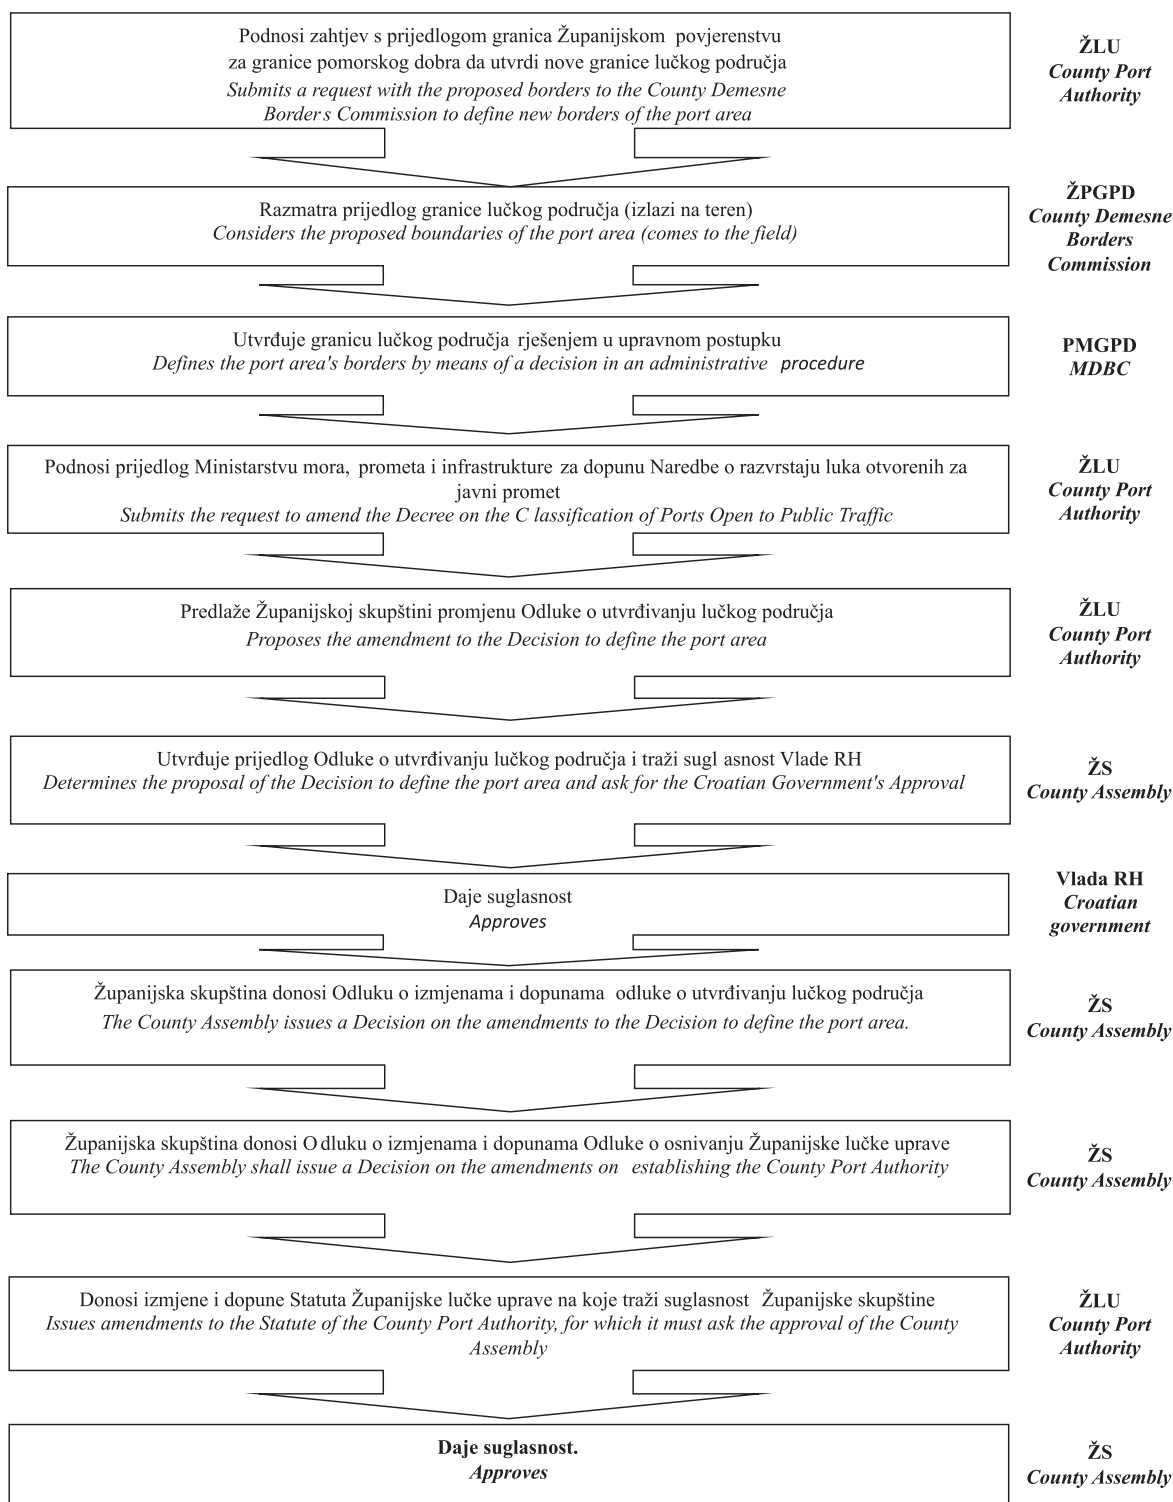 Podnosi zahtjev s prijedlogom granica Županijskom povjerenstvu
za granice pomorskog dobra da utvrdi nove granice lučkog područja
Submits a request with the proposed borders to the County Demesne
Border's Commission to define new borders of the port area
ŽLU
County Port
Authority
Razmatra prijedlog granice lučkog područja (izlazi na teren)
Considers the proposed boundaries of the port area (comes to the field)
ŽPGPD
County Demesne
Borders
Commission
Utvrđuje granicu lučkog područja rješenjem u upravnom postupku
Defines the port area's borders by means of a decision in an administrative procedure
PMGPD
MDBC
Podnosi prijedlog Ministarstvu mora, prometa i infrastrukture za dopunu Naredbe o razvrstaju luka otvorenih za
javni promet
Submits the request to amend the Decree on the C lassification of Ports Open to Public Traffic
ŽLU
County Port
Authority
Predlaže Županijskoj skupštini promjenu Odluke o utvrđivanju lučkog područja
Proposes the amendment to the Decision to define the port area
ŽLU
County Port
Authority
Utvrđuje prijedlog Odluke o utvrđivanju lučkog područja i traži sugl asnost Vlade RH
Determines the proposal of the Decision to define the port area and ask for the Croatian Government's Approval
ŽS
County Assembly
Daje suglasnost
Approves
Vlada RH
Croatian
government
Županijska skupština donosi Odluku o izmjenama i dopunama odluke o utvrđivanju lučkog područja
The County Assembly issues a Decision on the amendments to the Decision to define the port area.
ŽS
County Assembly
Županijska skupština donosi O dluku o izmjenama i dopunama Odluke o osnivanju Županijske lučke uprave
The County Assembly shall issue a Decision on the amendments on establishing the County Port Authority
ŽS
County Assembly
Donosi izmjene i dopune Statuta Županijske lučke uprave na koje traži suglasnost Županijske skupštine
Issues amendments to the Statute of the County Port Authority, for which it must ask the approval of the County
Assembly
ŽLU
County Port
Authority
Daje suglasnost.
Approves
ŽS
County Assembly